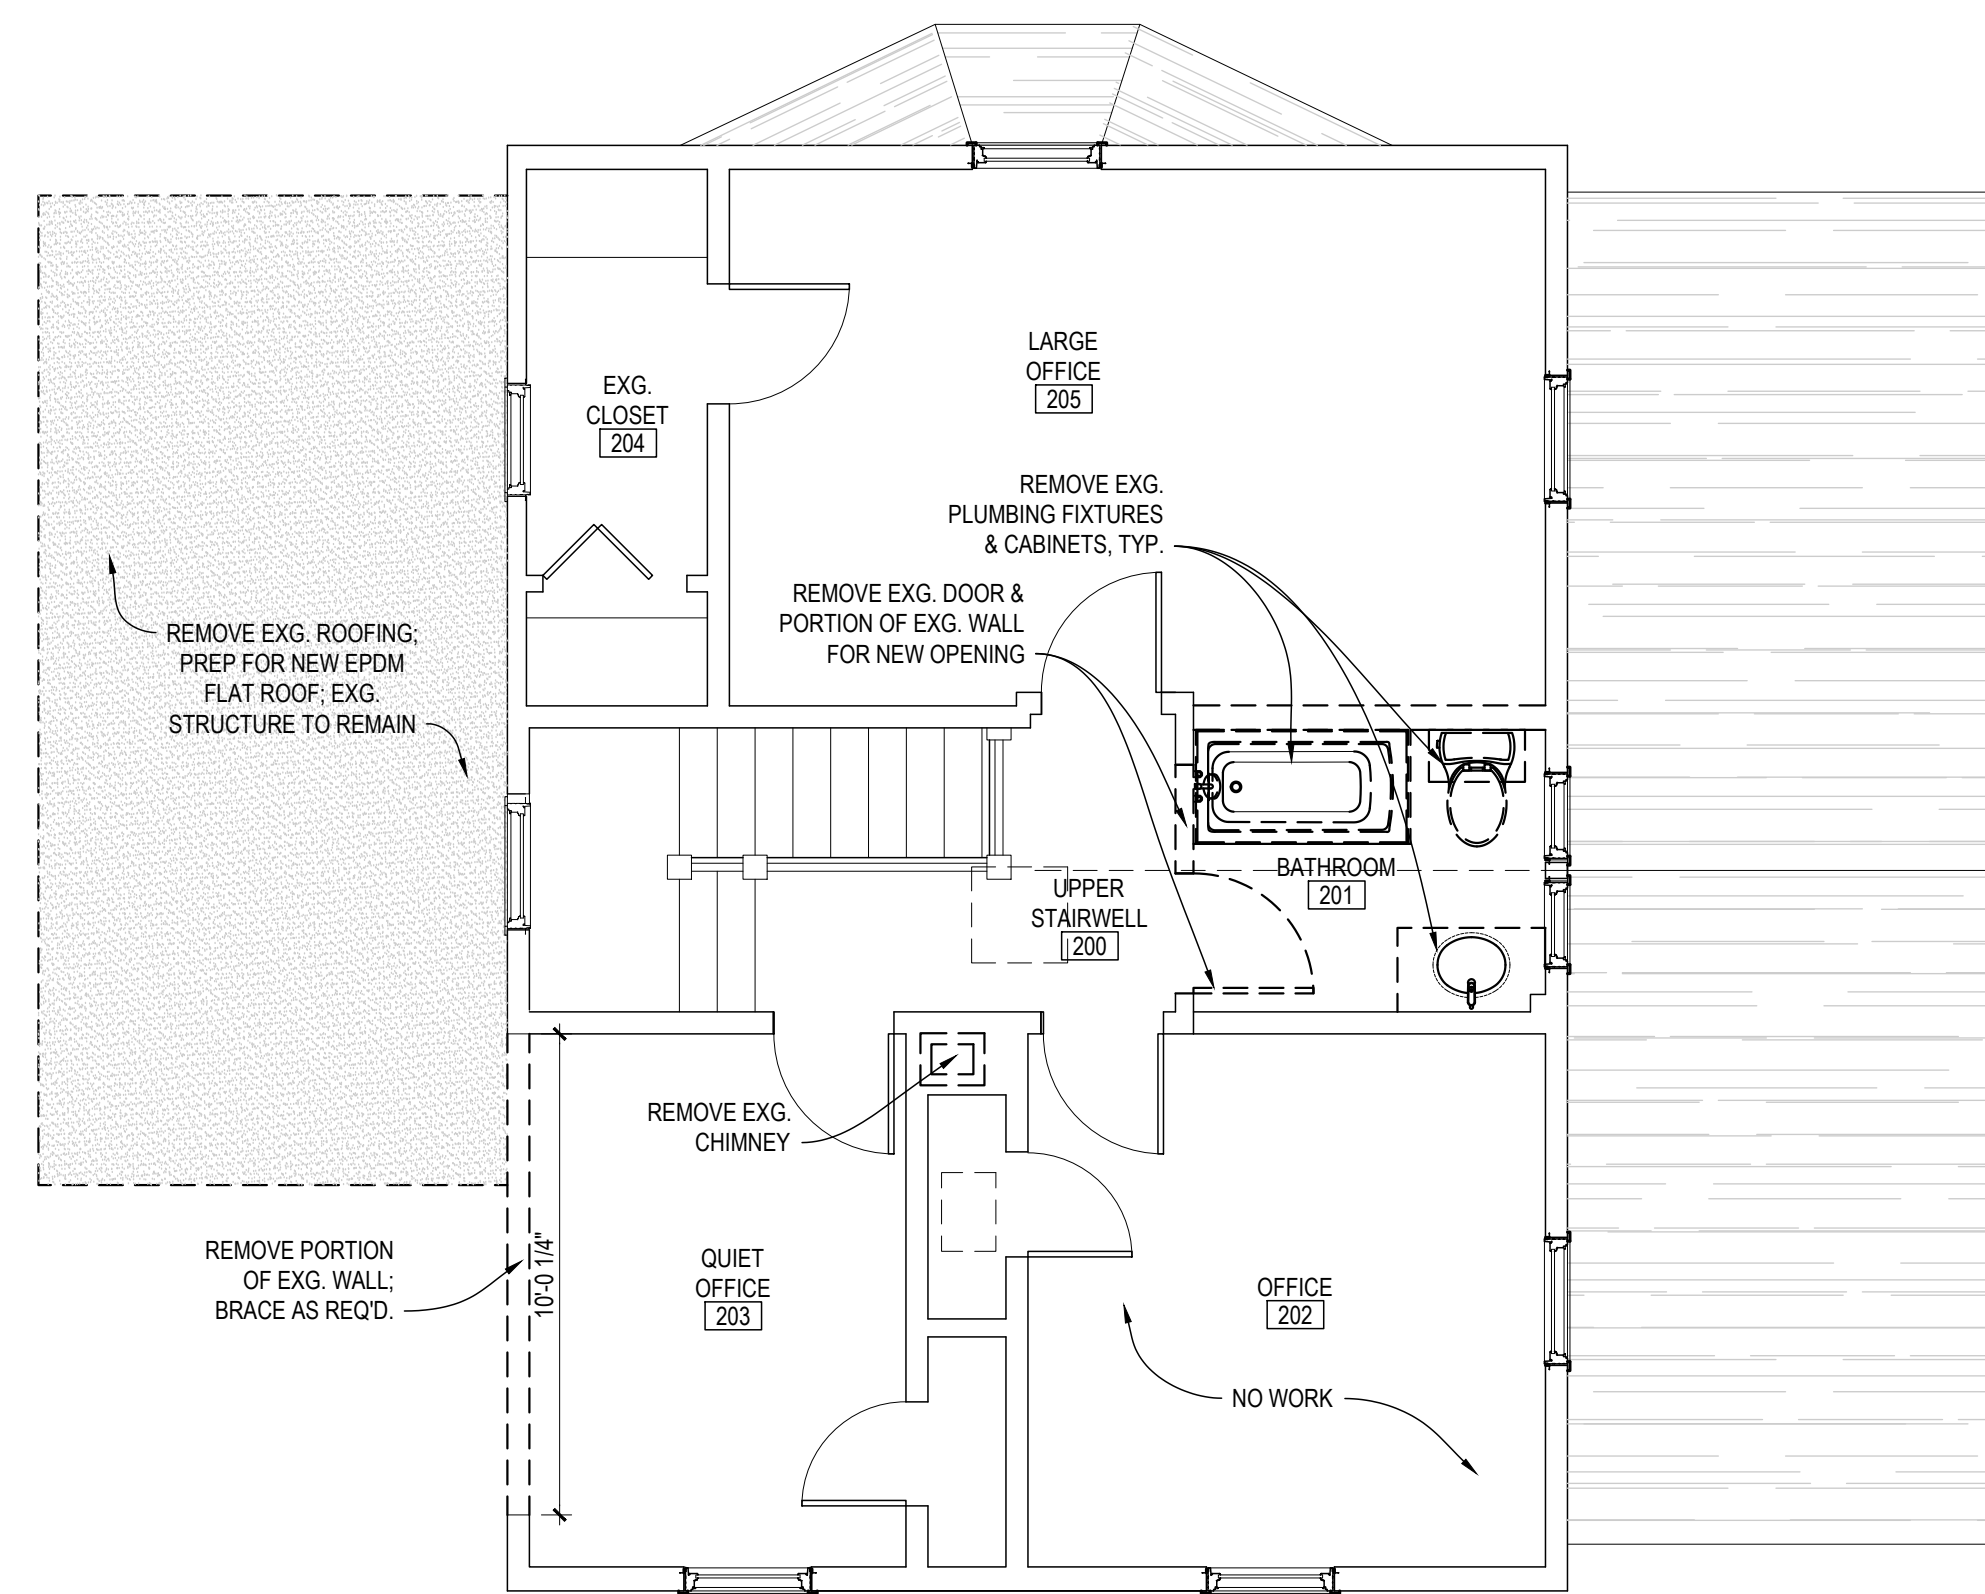 LARGE
OFFICE
205
EXG.
CLOSET
204
REMOVE EXG.
PLUMBING FIXTURES
& CABINETS, TYP.
REMOVE EXG. DOOR &
PORTION OF EXG. WALL
FOR NEW OPENING
REMOVE EXG. ROOFING;
PREP FOR NEW EPDM
FLAT ROOF; EXG.
STRUCTURE TO REMAIN
BATHROOM
201
UPPER
STAIRWELL
200
REMOVE EXG.
CHIMNEY
REMOVE PORTION
OF EXG. WALL;
BRACE AS REQ'D.
10'-0 1/4"
QUIET
OFFICE
203
OFFICE
202
NO WORK